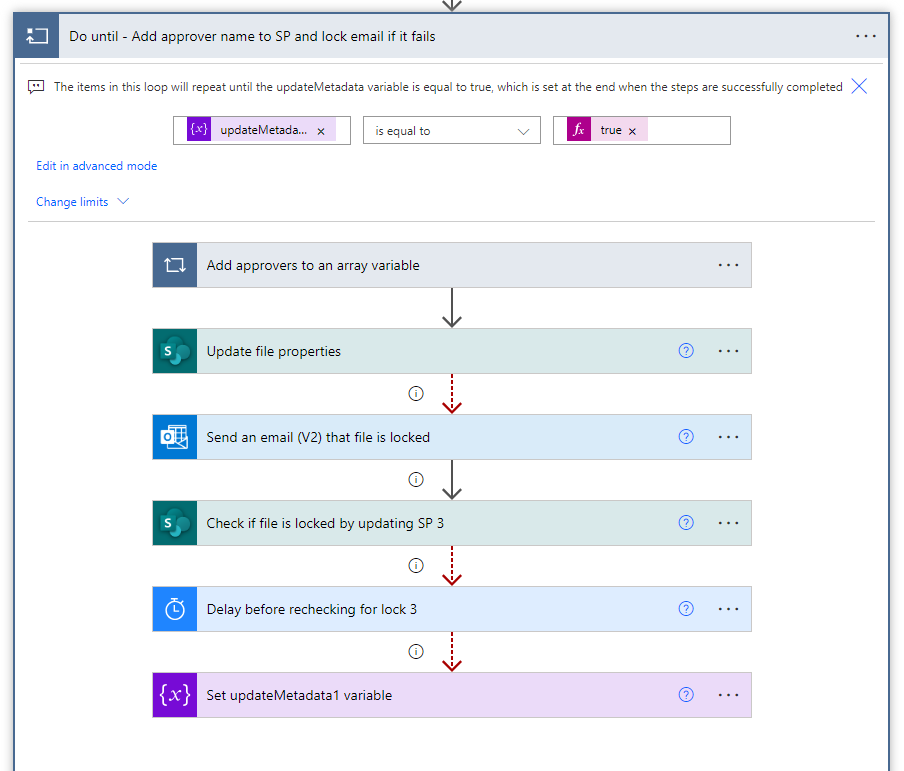 Do until - Add approver name to SP and lock email if it fails
The items in this loop will repeat until the updateMetadata variable is equal to true, which is set at the end when the steps are successfully completed
{x} updateMetada... × is equal to fx true ×
Edit in advanced mode
Change limits
Add approvers to an array variable
S Update file properties ?
i
Send an email (V2) that file is locked ?
i
S Check if file is locked by updating SP 3 ?
i
Delay before rechecking for lock 3 ?
i
{x} Set updateMetadata1 variable ?